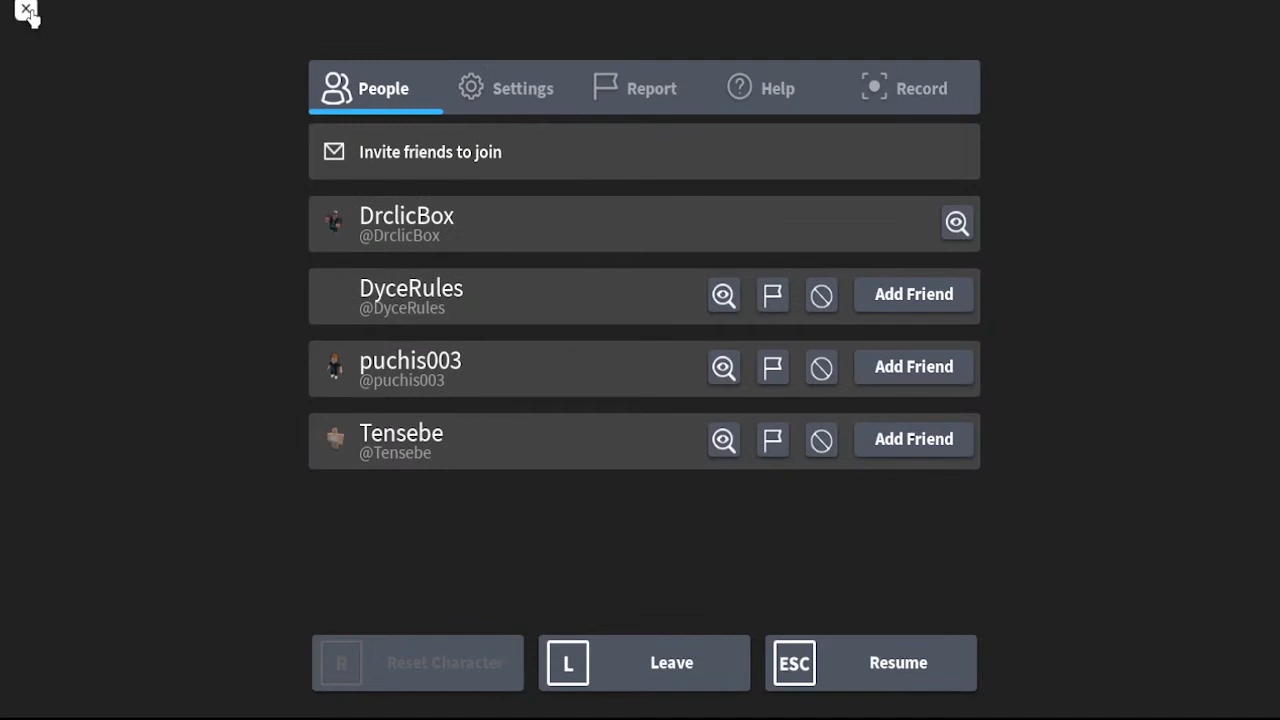 People Settings Report Help Record
Invite friends to join
DrclicBox
@DrclicBox
DyceRules
@DyceRules
Add Friend
puchis003
@puchis003
Add Friend
Tensebe
@Tensebe
Add Friend
R Reset Character L Leave ESC Resume